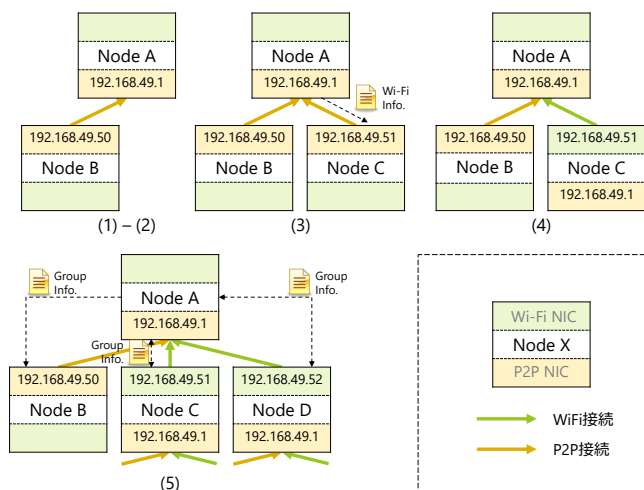 Node A
192.168.49.1
192.168.49.50
Node B
(1) – (2)
Node A
192.168.49.1
Wi-Fi
Info.
192.168.49.50
192.168.49.51
Node B
Node C
(3)
Node A
192.168.49.1
192.168.49.50
192.168.49.51
Node B
Node C
192.168.49.1
(4)
Group
Info.
Group
Info.
Node A
192.168.49.1
Group
Info.
192.168.49.50
192.168.49.51
192.168.49.52
Node B
Node C
Node D
192.168.49.1
192.168.49.1
(5)
Wi-Fi NIC
Node X
P2P NIC
WiFi接続
P2P接続